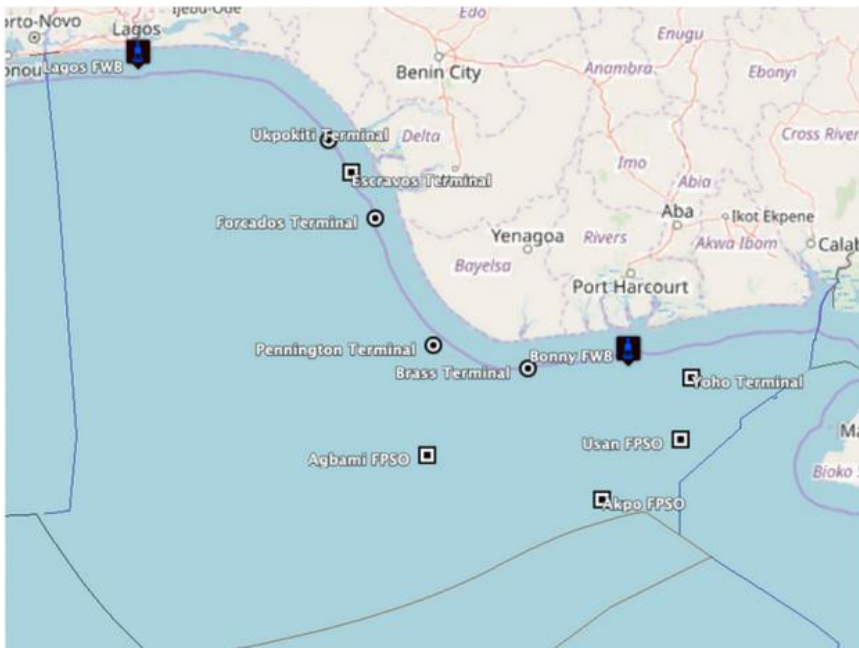 orto-Novo
Ijebu-Ode
Lagos
onou
Lagos FWB
Edo
Benin City
Enugu
Anambra
Ebonyi
Ukpokiti Terminal
Delta
Cross River
Escravos Terminal
Imo
Abia
Forcados Terminal
Aba
Ikot Ekpene
Yenagoa
Rivers
Akwa Ibom
Calab
Bayelsa
Port Harcourt
Pennington Terminal
Bonny FWB
Brass Terminal
Yoho Terminal
Usan FPSO
Ma
Agbami FPSO
Bioko S
Akpo FPSO